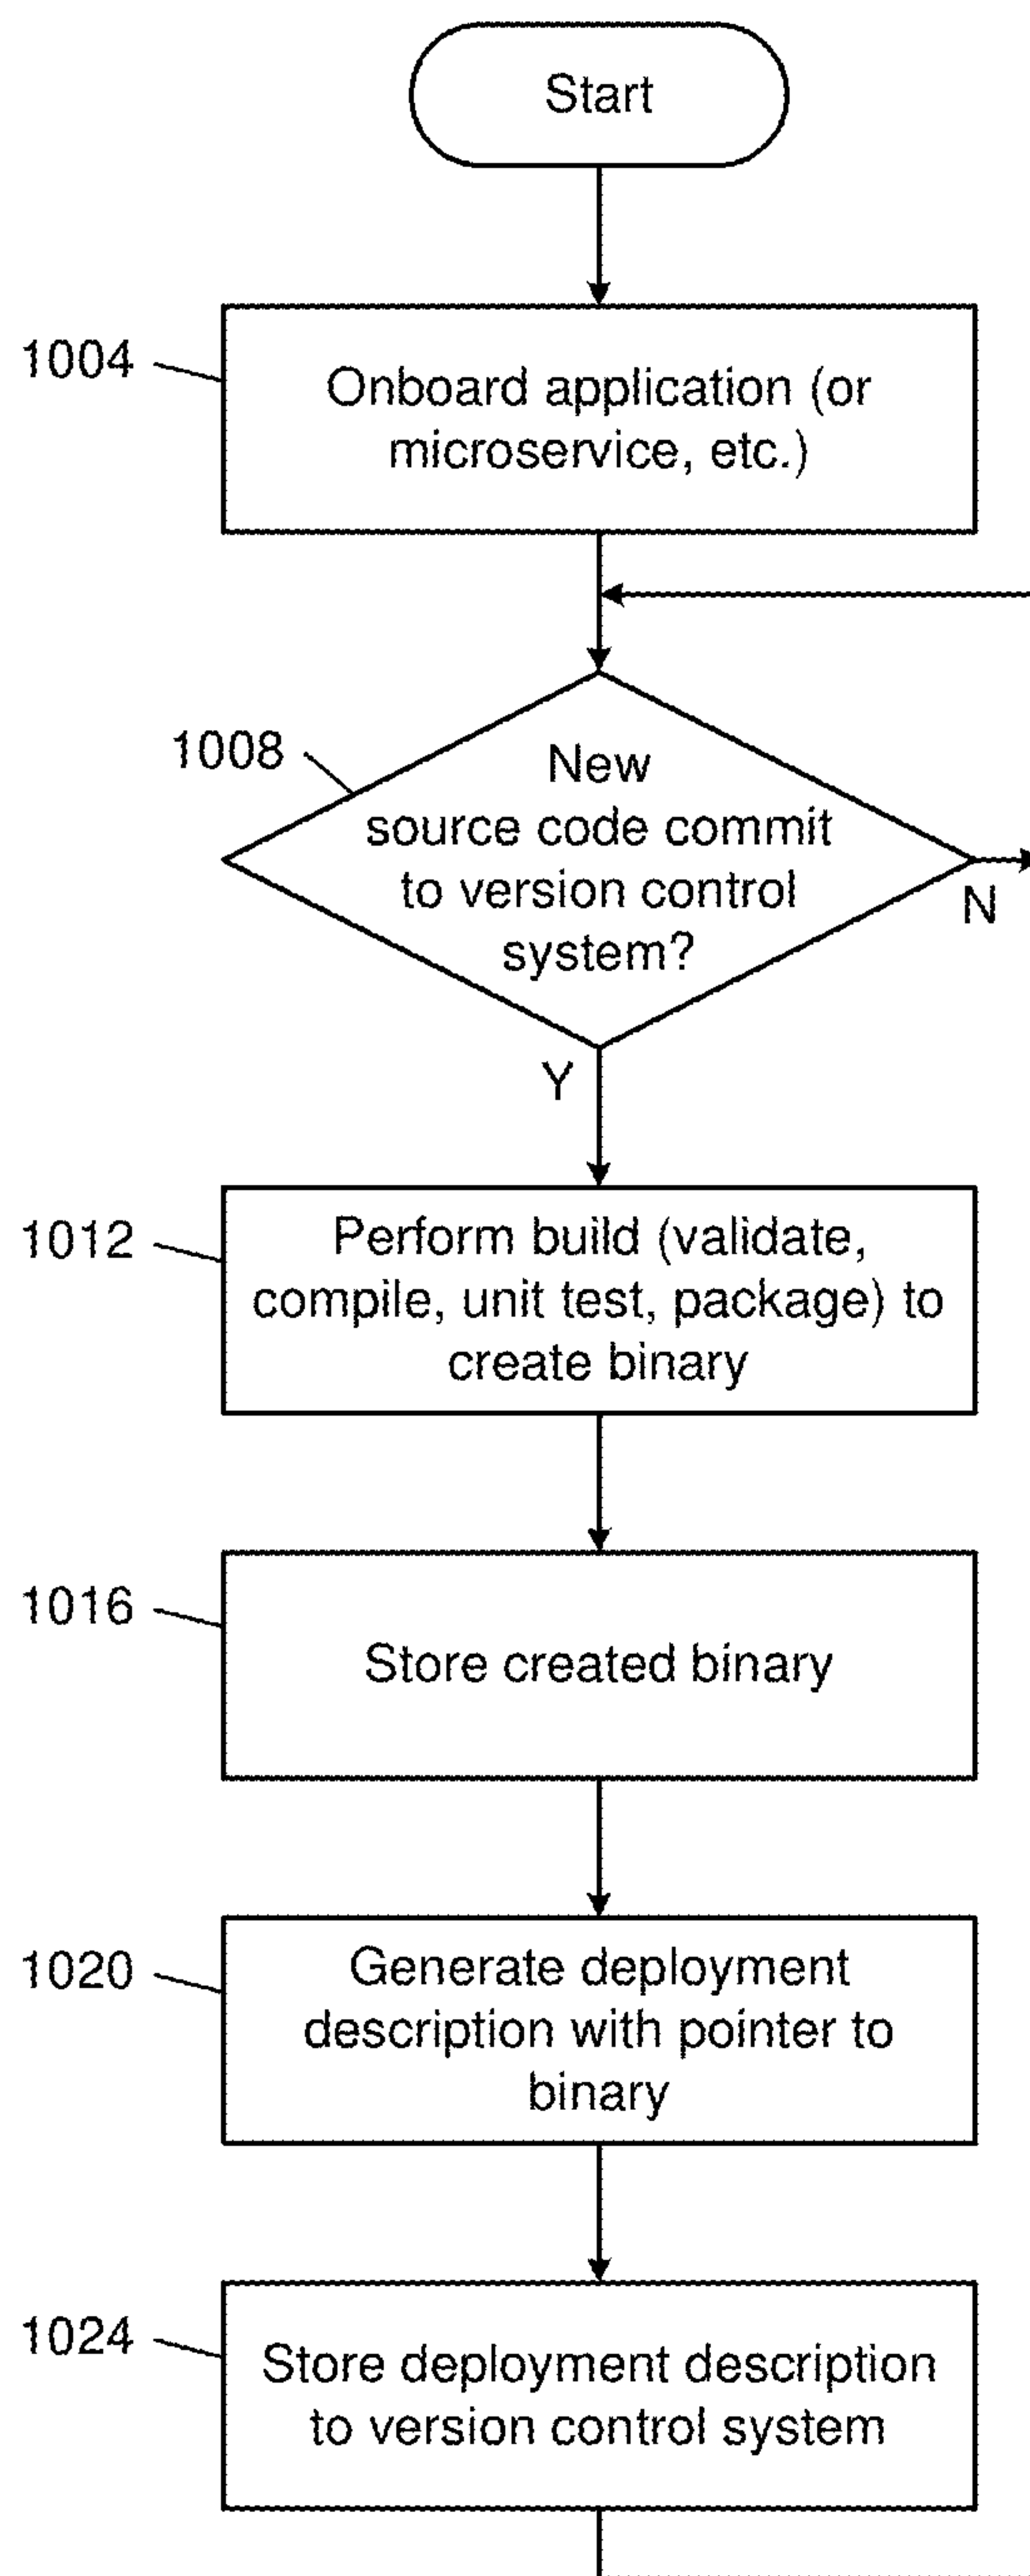 Start
1004
Onboard application (or
microservice, etc.)
1008
New
source code commit
to version control
system?
N
Y
1012
Perform build (validate,
compile, unit test, package) to
create binary
1016
Store created binary
1020
Generate deployment
description with pointer to
binary
1024
Store deployment description
to version control system